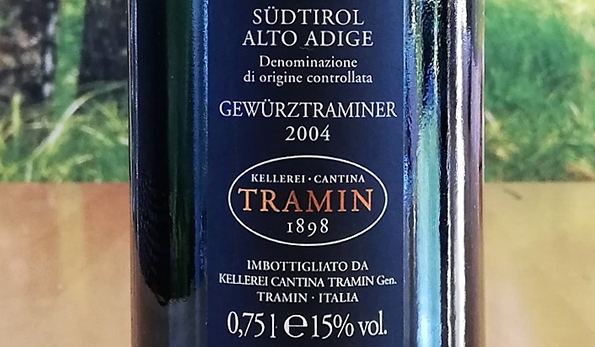 SÜDTIROL
ALTO ADIGE
Denominazione
di origine controllata
GEWÜRZTRAMINER
2004
KELLEREI · CANTINA
TRAMIN
1898
IMBOTTIGLIATO DA
KELLEREI CANTINA TRAMIN Gen.
TRAMIN · ITALIA
0,75 l ℮ 15% vol.